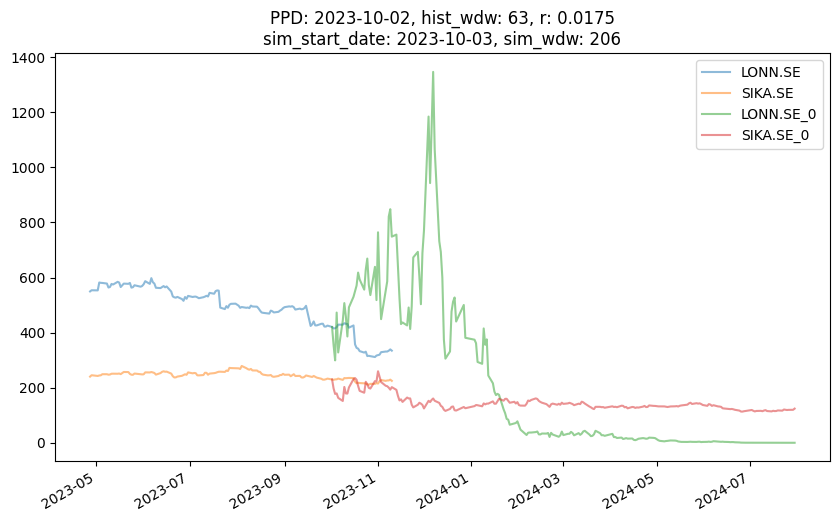 PPD: 2023-10-02, hist_wdw: 63, r: 0.0175
sim_start_date: 2023-10-03, sim_wdw: 206
1400
1200
1000
800
600
400
200
0
LONN.SE
SIKA.SE
LONN.SE_0
SIKA.SE_0
2023-05
2023-07
2023-09
2023-11
2024-01
2024-03
2024-05
2024-07